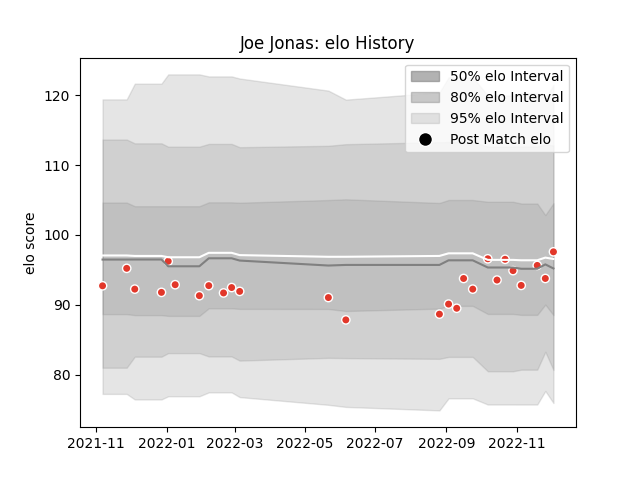 Joe Jonas: elo History
50% elo Interval
80% elo Interval
95% elo Interval
Post Match elo
elo score
120
110
100
90
80
2021-11 2022-01 2022-03 2022-05 2022-07 2022-09 2022-11